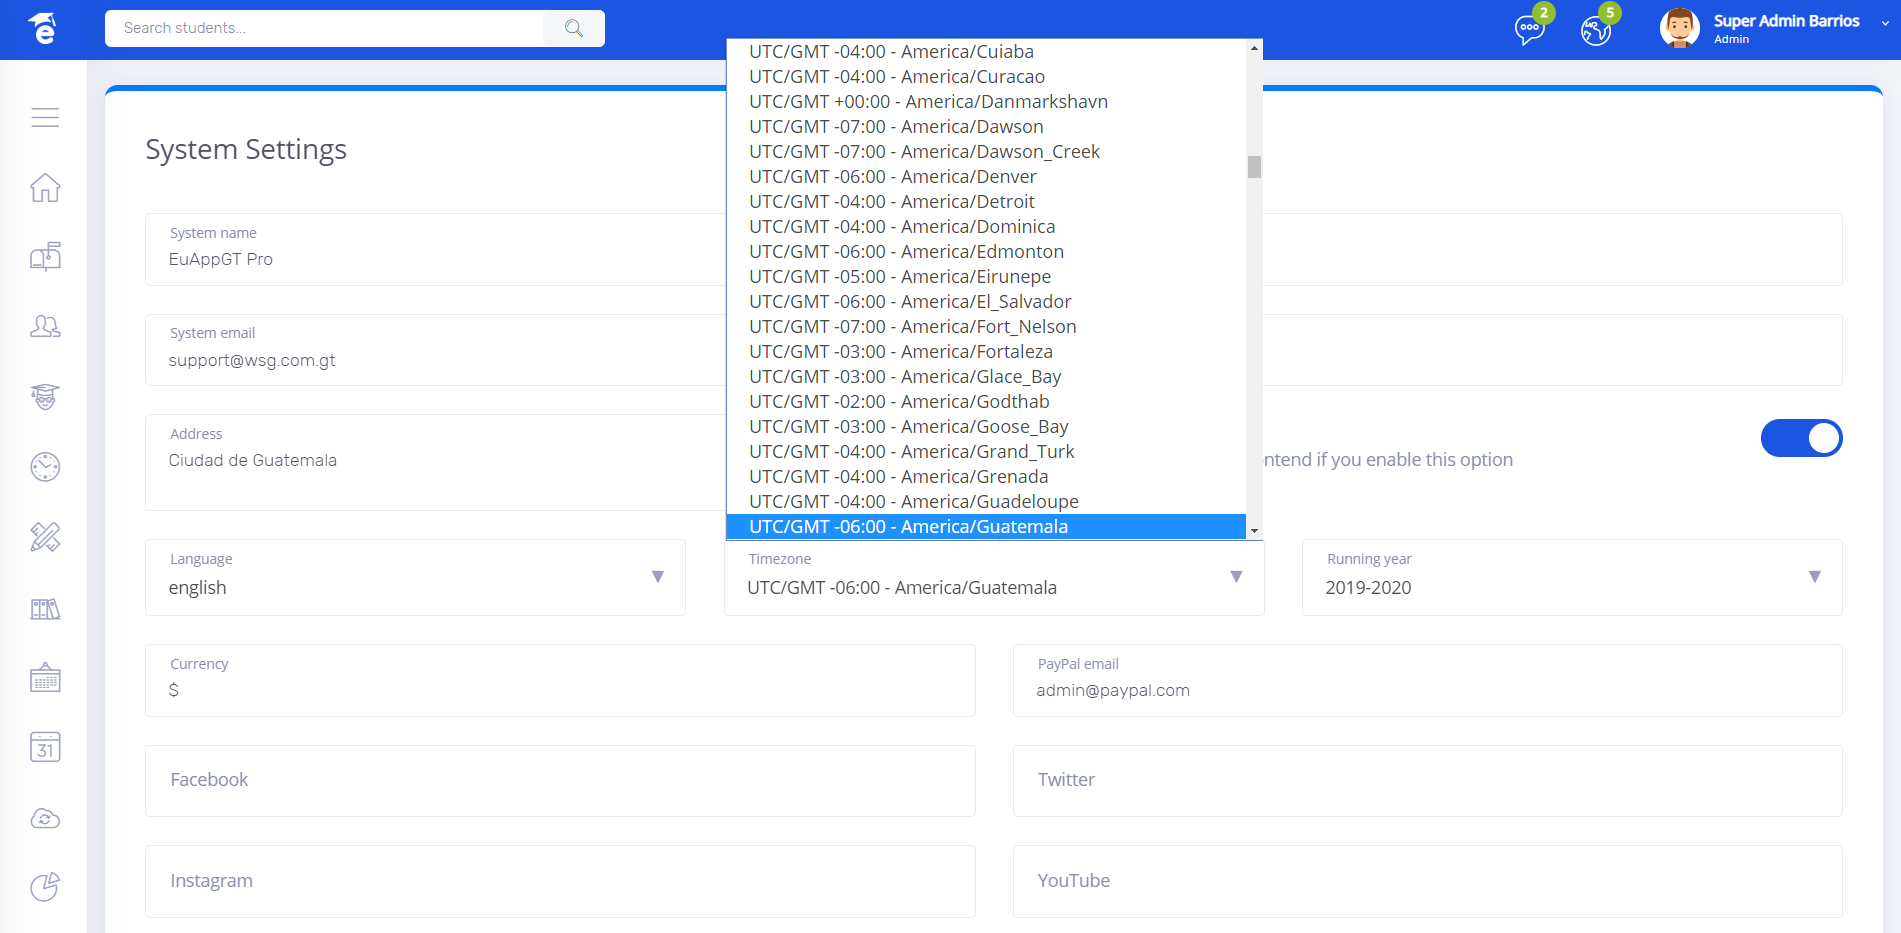 e
Search students...
2
5
Super Admin Barrios
Admin
System Settings
System name
EuAppGT Pro
System email
support@wsg.com.gt
Address
Ciudad de Guatemala
UTC/GMT -04:00 - America/Cuiaba
UTC/GMT -04:00 - America/Curacao
UTC/GMT +00:00 - America/Danmarkshavn
UTC/GMT -07:00 - America/Dawson
UTC/GMT -07:00 - America/Dawson_Creek
UTC/GMT -06:00 - America/Denver
UTC/GMT -04:00 - America/Detroit
UTC/GMT -04:00 - America/Dominica
UTC/GMT -06:00 - America/Edmonton
UTC/GMT -05:00 - America/Eirunepe
UTC/GMT -06:00 - America/El_Salvador
UTC/GMT -07:00 - America/Fort_Nelson
UTC/GMT -03:00 - America/Fortaleza
UTC/GMT -03:00 - America/Glace_Bay
UTC/GMT -02:00 - America/Godthab
UTC/GMT -03:00 - America/Goose_Bay
UTC/GMT -04:00 - America/Grand_Turk
UTC/GMT -04:00 - America/Grenada
UTC/GMT -04:00 - America/Guadeloupe
UTC/GMT -06:00 - America/Guatemala
ntend if you enable this option
Language
english
Timezone
UTC/GMT -06:00 - America/Guatemala
Running year
2019-2020
Currency
$
PayPal email
admin@paypal.com
Facebook
Twitter
Instagram
YouTube
31